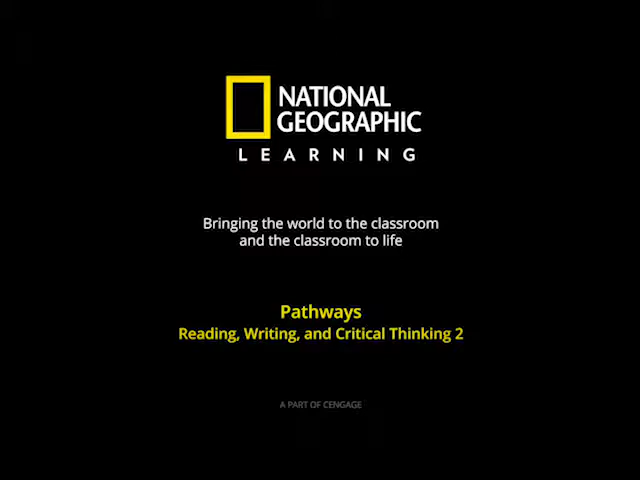 NATIONAL
GEOGRAPHIC
LEARNING
Bringing the world to the classroom
and the classroom to life
Pathways
Reading, Writing, and Critical Thinking 2
A PART OF CENGAGE